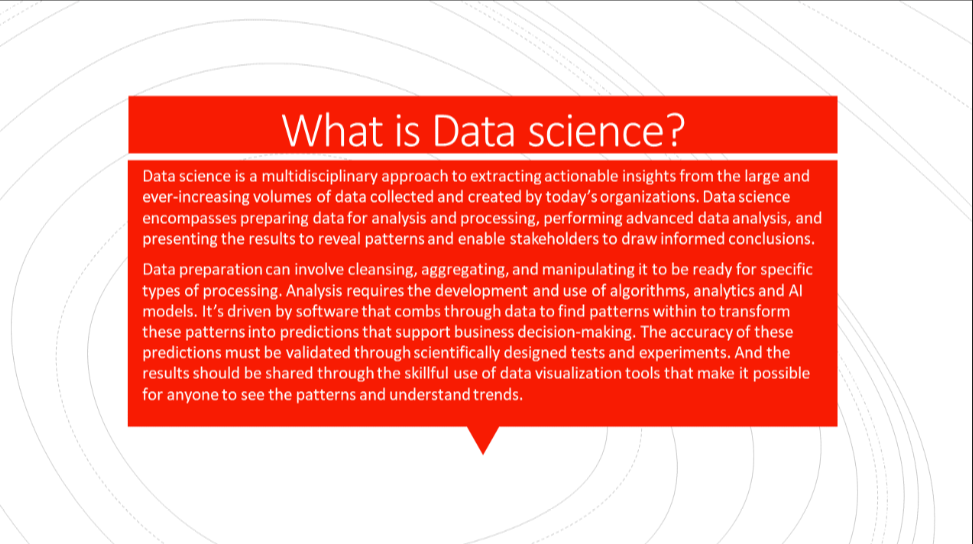 What is Data science?
Data science is a multidisciplinary approach to extracting actionable insights from the large and
ever-increasing volumes of data collected and created by today's organizations. Data science
encompasses preparing data for analysis and processing, performing advanced data analysis, and
presenting the results to reveal patterns and enable stakeholders to draw informed conclusions.
Data preparation can involve cleansing, aggregating, and manipulating it to be ready for specific
types of processing. Analysis requires the development and use of algorithms, analytics and AI
models. It's driven by software that combs through data to find patterns within to transform
these patterns into predictions that support business decision-making. The accuracy of these
predictions must be validated through scientifically designed tests and experiments. And the
results should be shared through the skillful use of data visualization tools that make it possible
for anyone to see the patterns and understand trends.